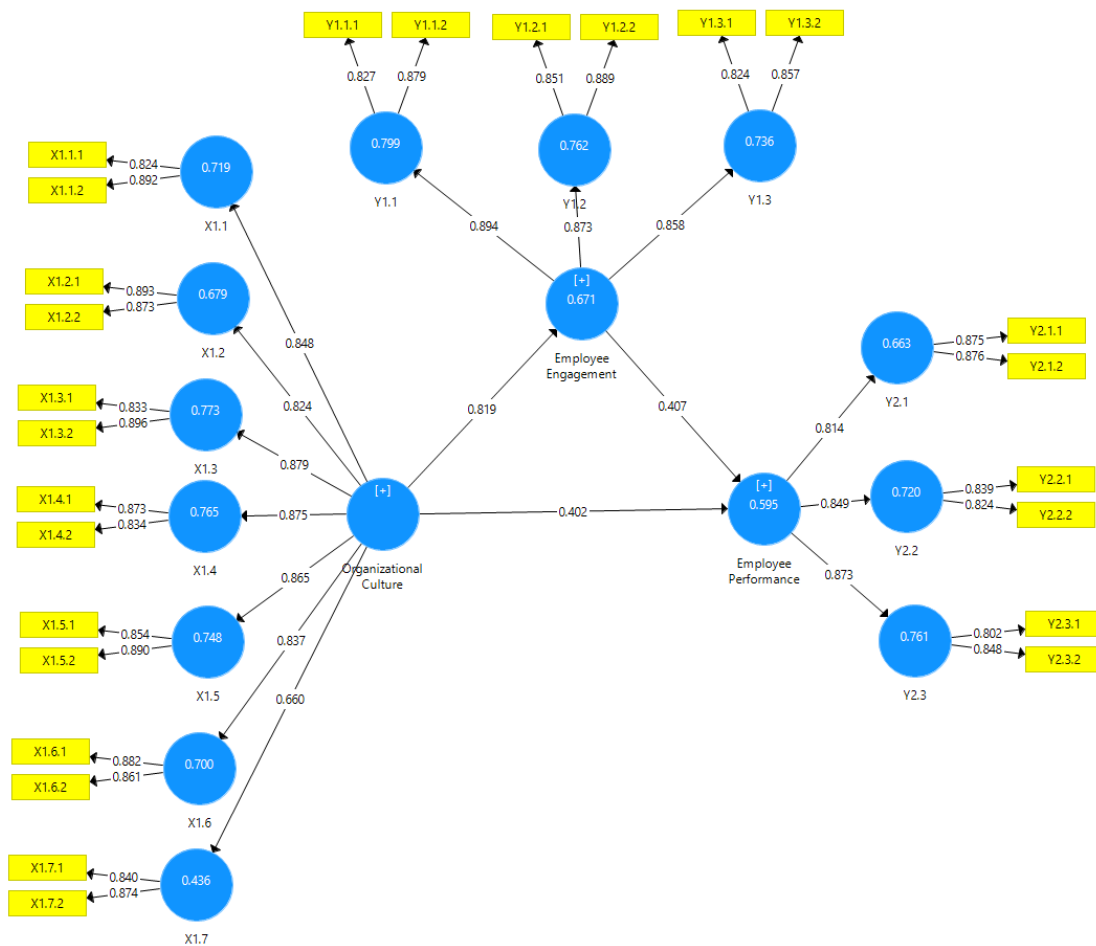 Y1.1.1
Y1.1.2
Y1.2.1
Y1.2.2
Y1.3.1
Y1.3.2
0.827
0.879
0.851
0.889
0.824
0.857
0.799
0.762
0.736
Y1.1
Y1.2
Y1.3
0.894
0.873
0.858
X1.1.1
X1.1.2
0.824
0.892
0.719
X1.1
X1.2.1
X1.2.2
0.893
0.873
0.679
X1.2
X1.3.1
X1.3.2
0.833
0.896
0.773
X1.3
X1.4.1
X1.4.2
0.873
0.834
0.765
X1.4
X1.5.1
X1.5.2
0.854
0.890
0.748
X1.5
X1.6.1
X1.6.2
0.882
0.861
0.700
X1.6
X1.7.1
X1.7.2
0.840
0.874
0.436
X1.7
0.848
0.824
0.879
0.875
0.865
0.837
0.660
[+]
Organizational
Culture
0.819
0.402
[+]
0.671
Employee
Engagement
0.407
[+]
0.595
Employee
Performance
0.814
0.849
0.873
0.663
Y2.1
0.875
0.876
Y2.1.1
Y2.1.2
0.720
Y2.2
0.839
0.824
Y2.2.1
Y2.2.2
0.761
Y2.3
0.802
0.848
Y2.3.1
Y2.3.2